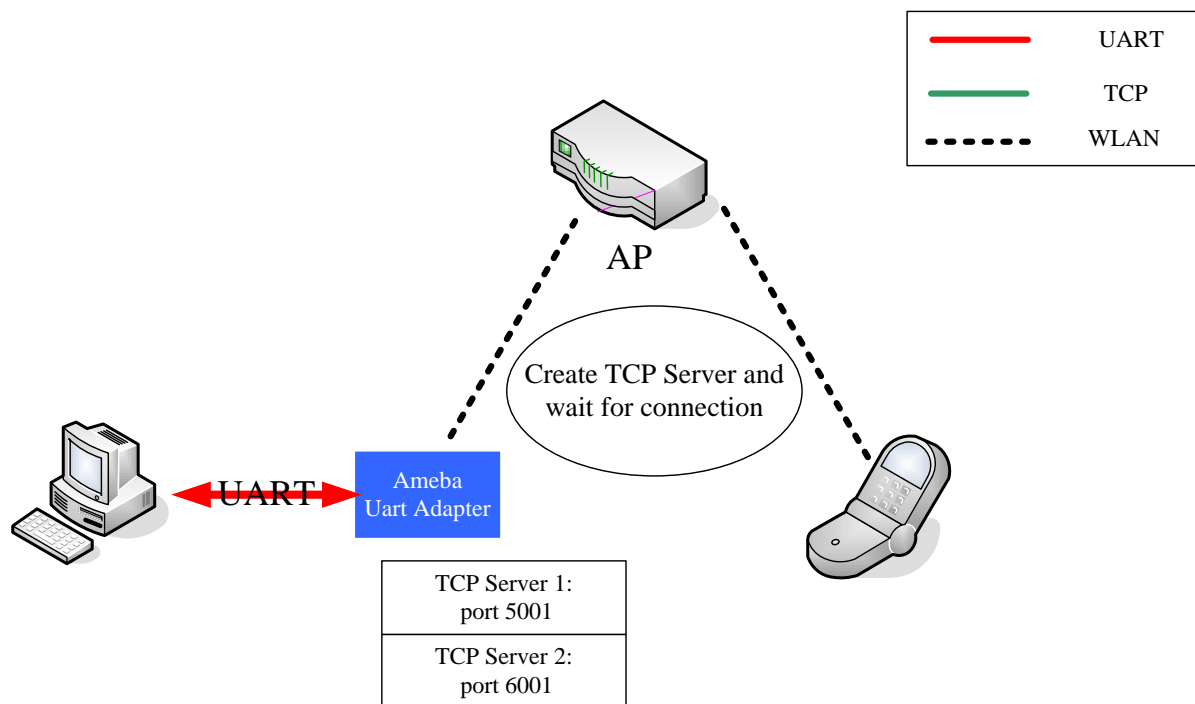 UART
TCP
WLAN
AP
Create TCP Server and
wait for connection
UART
Ameba
Uart Adapter
TCP Server 1:
port 5001
TCP Server 2:
port 6001